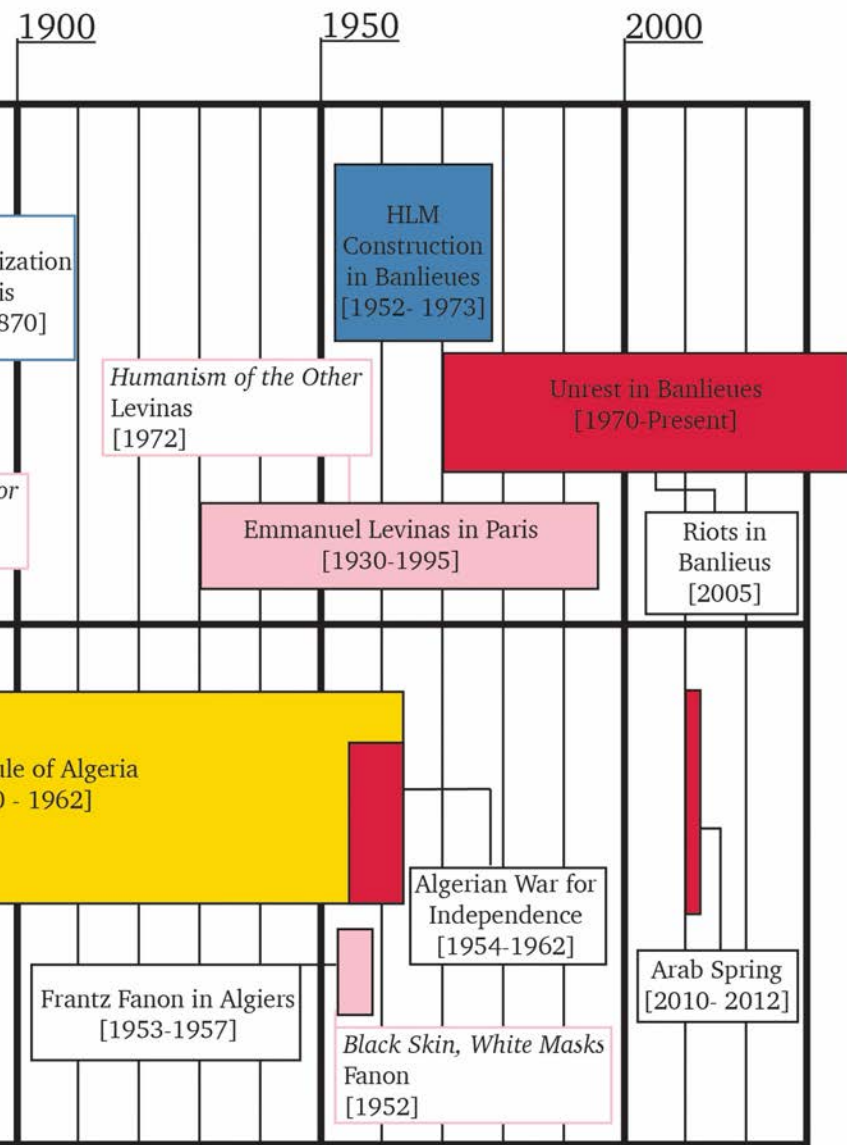 1900
1950
2000
HLM
Construction
in Banlieues
[1952- 1973]
ization
is
870]
Humanism of the Other
Levinas
[1972]
Unrest in Banlieues
[1970-Present]
or
Emmanuel Levinas in Paris
[1930-1995]
Riots in
Banlieus
[2005]
ule of Algeria
0 - 1962]
Algerian War for
Independence
[1954-1962]
Frantz Fanon in Algiers
[1953-1957]
Arab Spring
[2010- 2012]
Black Skin, White Masks
Fanon
[1952]